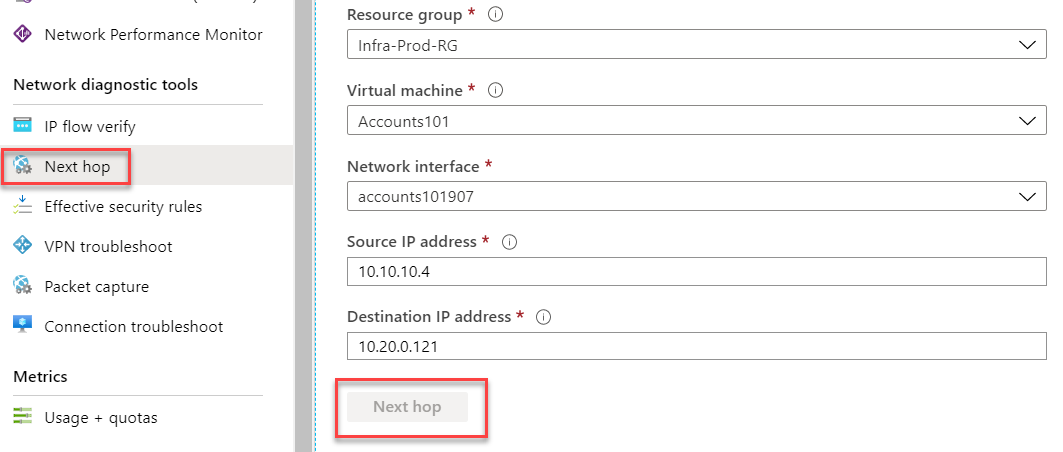 Network Performance Monitor
Network diagnostic tools
IP flow verify
Next hop
Effective security rules
VPN troubleshoot
Packet capture
Connection troubleshoot
Metrics
Usage + quotas
Resource group *
Infra-Prod-RG
Virtual machine *
Accounts101
Network interface *
accounts101907
Source IP address *
10.10.10.4
Destination IP address *
10.20.0.121
Next hop